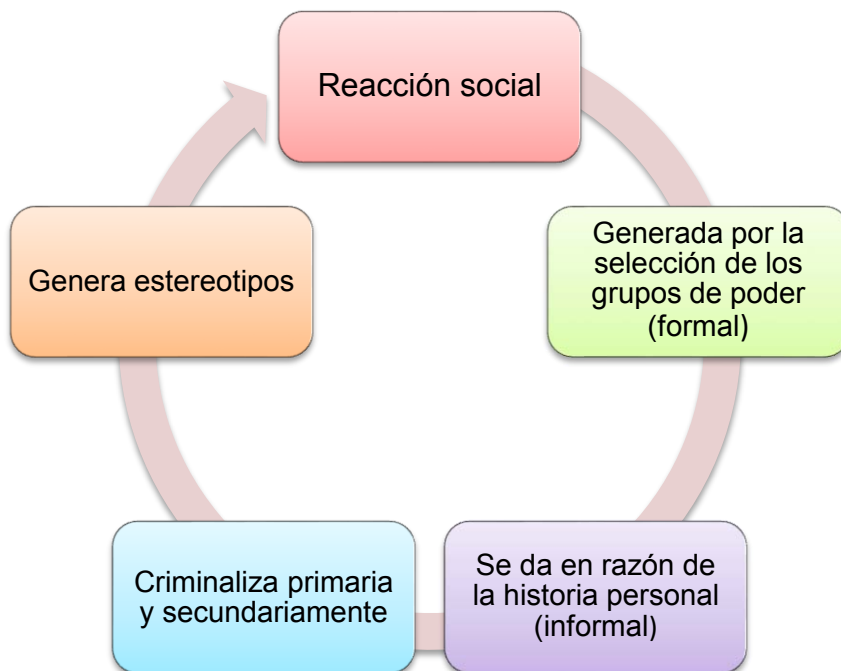 Reacción social
Generada por la
selección de los
grupos de poder
(formal)
Se da en razón de
la historia personal
(informal)
Criminaliza primaria
y secundariamente
Genera estereotipos